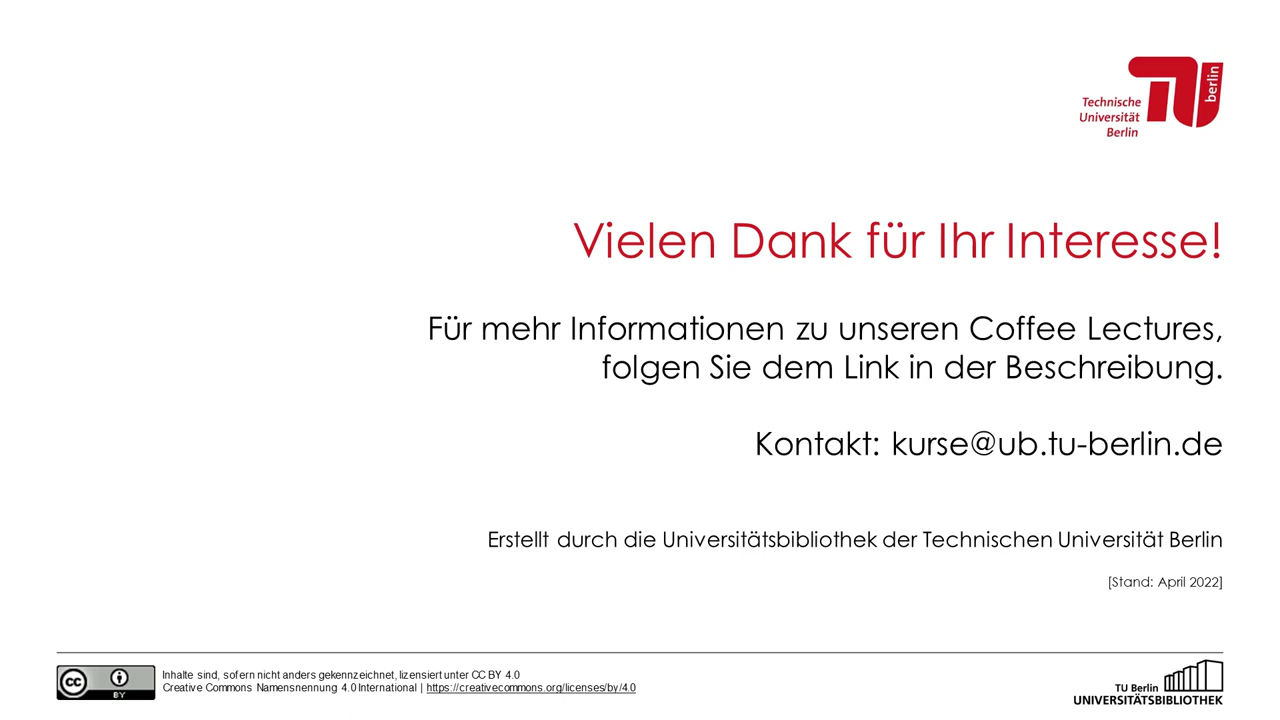 Technische
Universität
Berlin
berlin
Vielen Dank für Ihr Interesse!
Für mehr Informationen zu unseren Coffee Lectures,
folgen Sie dem Link in der Beschreibung.
Kontakt: kurse@ub.tu-berlin.de
Erstellt durch die Universitätsbibliothek der Technischen Universität Berlin
[Stand: April 2022]
cc BY
Inhalte sind, sofern nicht anders gekennzeichnet, lizensiert unter CC BY 4.0
Creative Commons Namensnennung 4.0 International | https://creativecommons.org/licenses/by/4.0
TU Berlin
UNIVERSITÄTSBIBLIOTHEK